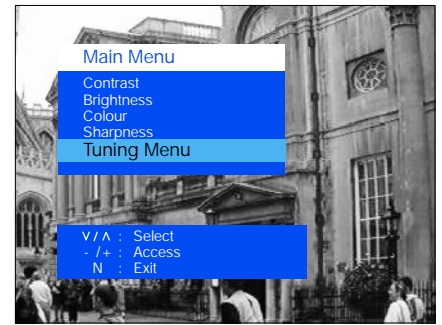 Main Menu
Contrast
Brightness
Colour
Sharpness
Tuning Menu
∨ / ∧ : Select
- / + : Access
N : Exit